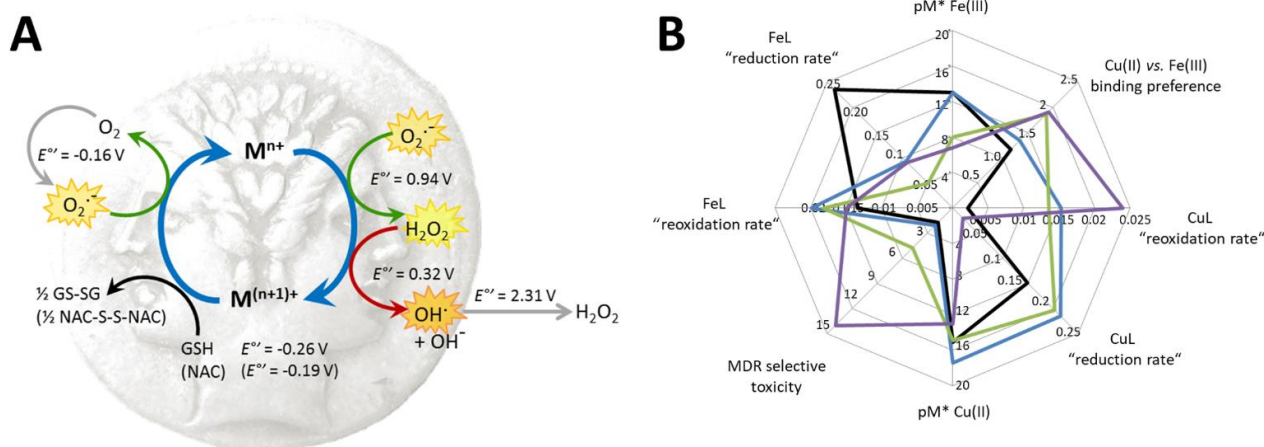 A
O₂
E°′ = -0.16 V
O₂·⁻
Mⁿ⁺
O₂·⁻
E°′ = 0.94 V
H₂O₂
E°′ = 0.32 V
M⁽ⁿ⁺¹⁾⁺
½ GS-SG
(½ NAC-S-S-NAC)
GSH
(NAC)
E°′ = -0.26 V
(E°′ = -0.19 V)
OH·
+ OH⁻
E°′ = 2.31 V
H₂O₂
B
pM* Fe(III)
20
16
12
8
4
Cu(II) vs. Fe(III)
binding preference
2.5
2
1.5
1.0
0.5
CuL
"reoxidation rate"
0.005
0.01
0.015
0.02
0.025
CuL
"reduction rate"
0.05
0.1
0.15
0.2
0.25
pM* Cu(II)
12
16
20
MDR selective
toxicity
3
6
9
12
15
FeL
"reoxidation rate"
0.01
0.005
FeL
"reduction rate"
0.25
0.20
0.15
0.1
0.05